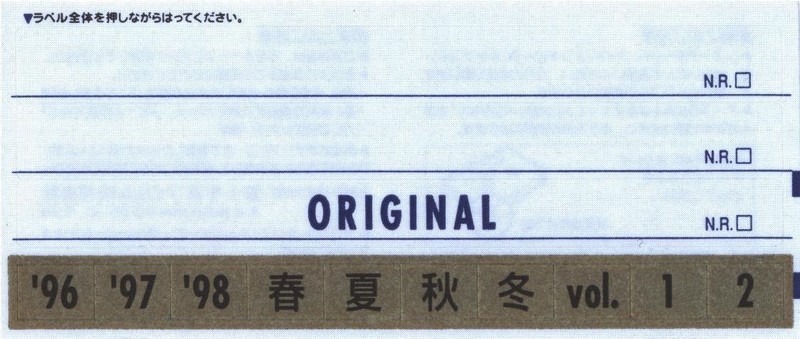 ▼ラベル全体を押しながらはってください。
N.R.□
N.R.□
ORIGINAL N.R.□
'96 '97 '98 春 夏 秋 冬 vol. 1 2